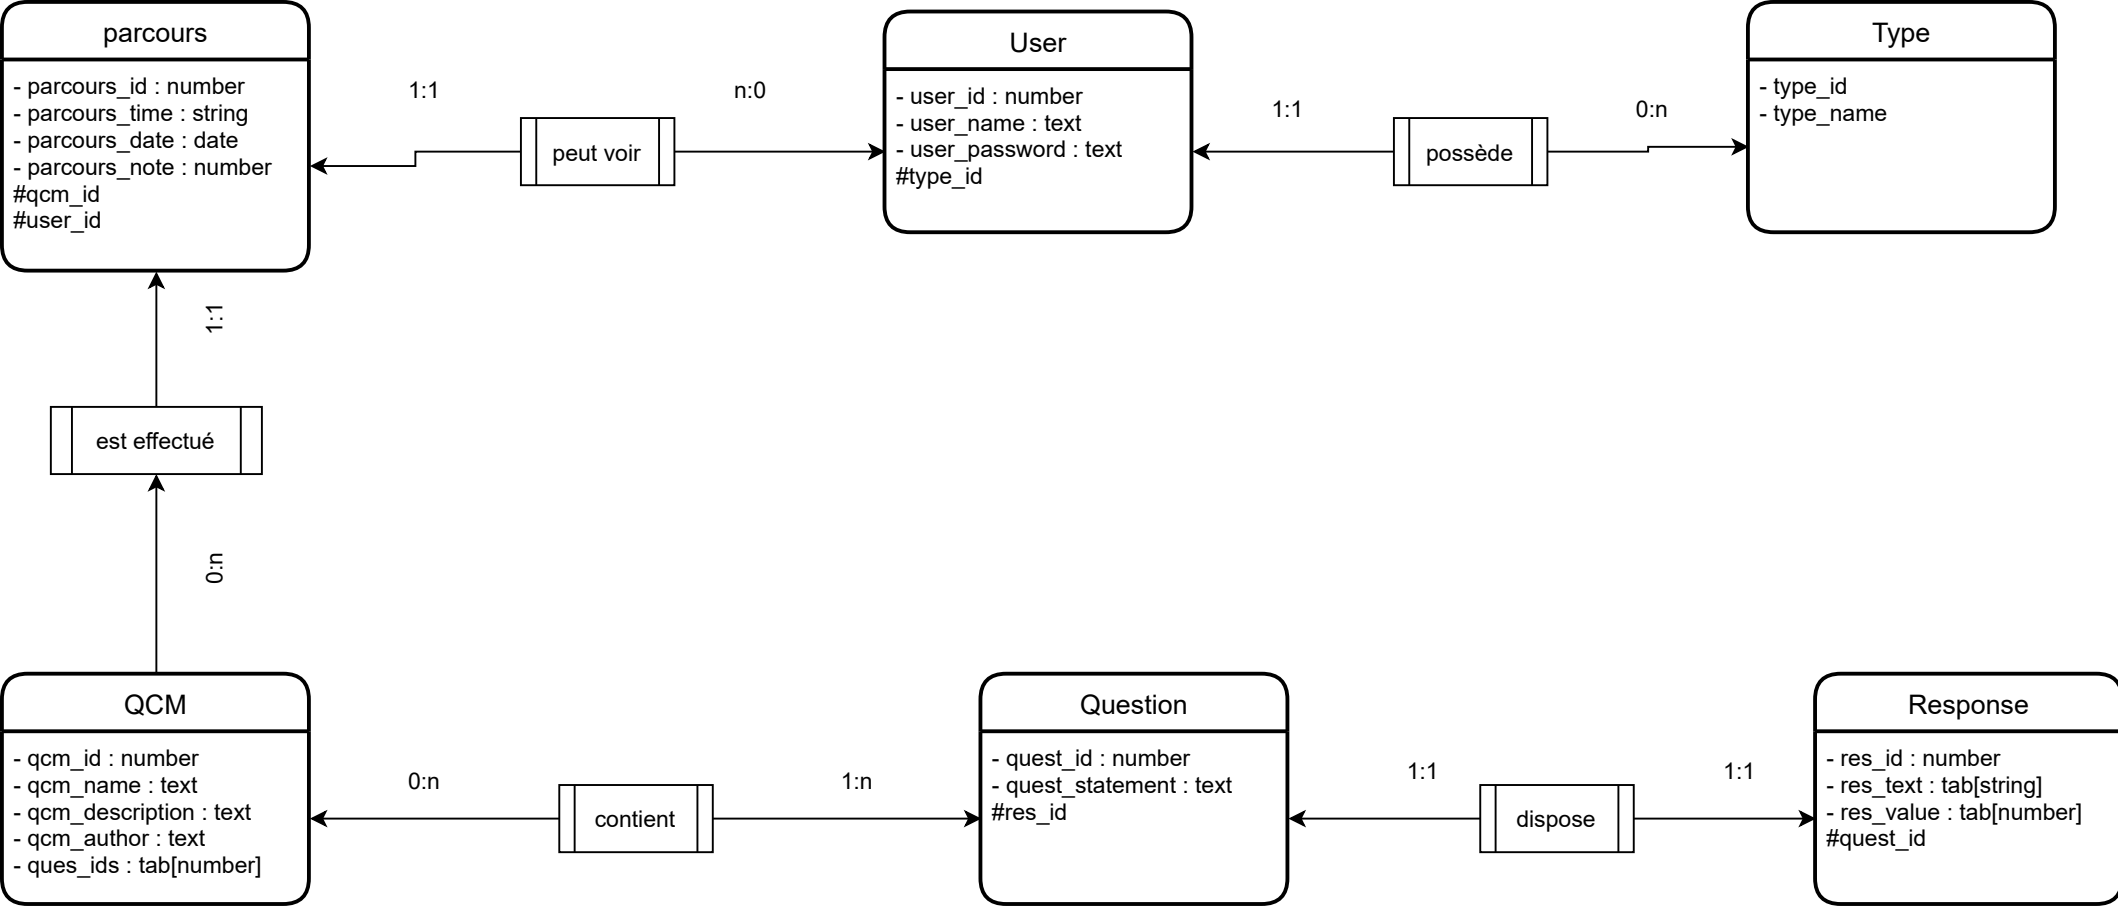 parcours
- parcours_id : number
- parcours_time : string
- parcours_date : date
- parcours_note : number
#qcm_id
#user_id
1:1
peut voir
n:0
User
- user_id : number
- user_name : text
- user_password : text
#type_id
1:1
possède
0:n
Type
- type_id
- type_name
1:1
est effectué
0:n
QCM
- qcm_id : number
- qcm_name : text
- qcm_description : text
- qcm_author : text
- ques_ids : tab[number]
0:n
contient
1:n
Question
- quest_id : number
- quest_statement : text
#res_id
1:1
dispose
1:1
Response
- res_id : number
- res_text : tab[string]
- res_value : tab[number]
#quest_id